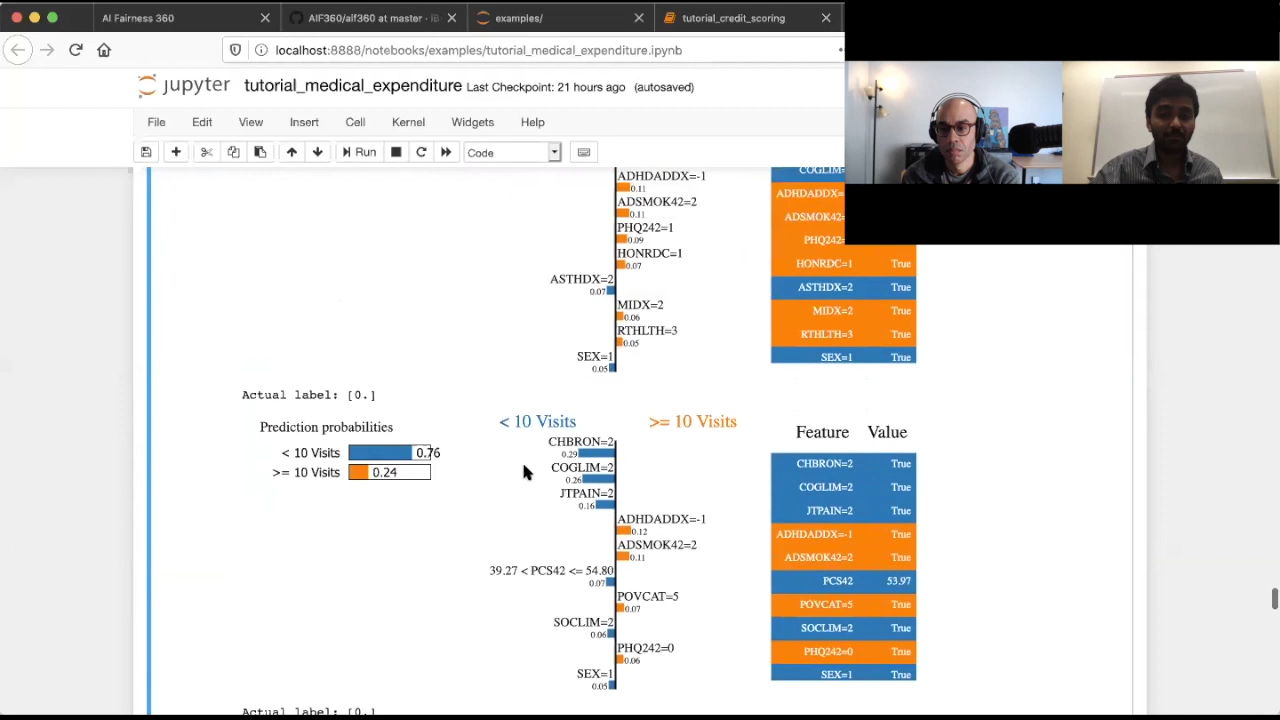 AI Fairness 360
AIF360/aif360 at master · IB
examples/
tutorial_credit_scoring
localhost:8888/notebooks/examples/tutorial_medical_expenditure.ipynb
jupyter tutorial_medical_expenditure Last Checkpoint: 21 hours ago (autosaved)
File Edit View Insert Cell Kernel Widgets Help
Run Code
ADHDADDX=-1
0.11
ADSMOK42=2
0.11
PHQ242=1
0.09
HONRDC=1
0.07
ASTHDX=2
0.07
MIDX=2
0.06
RTHLTH=3
0.05
SEX=1
0.05
COGLIM=2
ADHDADDX=
ADSMOK42=
PHQ242=
HONRDC=1 True
ASTHDX=2 True
MIDX=2 True
RTHLTH=3 True
SEX=1 True
Actual label: [0.]
Prediction probabilities
< 10 Visits 0.76
>= 10 Visits 0.24
< 10 Visits >= 10 Visits
CHBRON=2
0.29
COGLIM=2
0.26
JTPAIN=2
0.16
ADHDADDX=-1
0.12
ADSMOK42=2
0.11
39.27 < PCS42 <= 54.80
0.07
POVCAT=5
0.07
SOCLIM=2
0.06
PHQ242=0
0.06
SEX=1
0.05
Feature Value
CHBRON=2 True
COGLIM=2 True
JTPAIN=2 True
ADHDADDX=-1 True
ADSMOK42=2 True
PCS42 53.97
POVCAT=5 True
SOCLIM=2 True
PHQ242=0 True
SEX=1 True
Actual label: [0.]